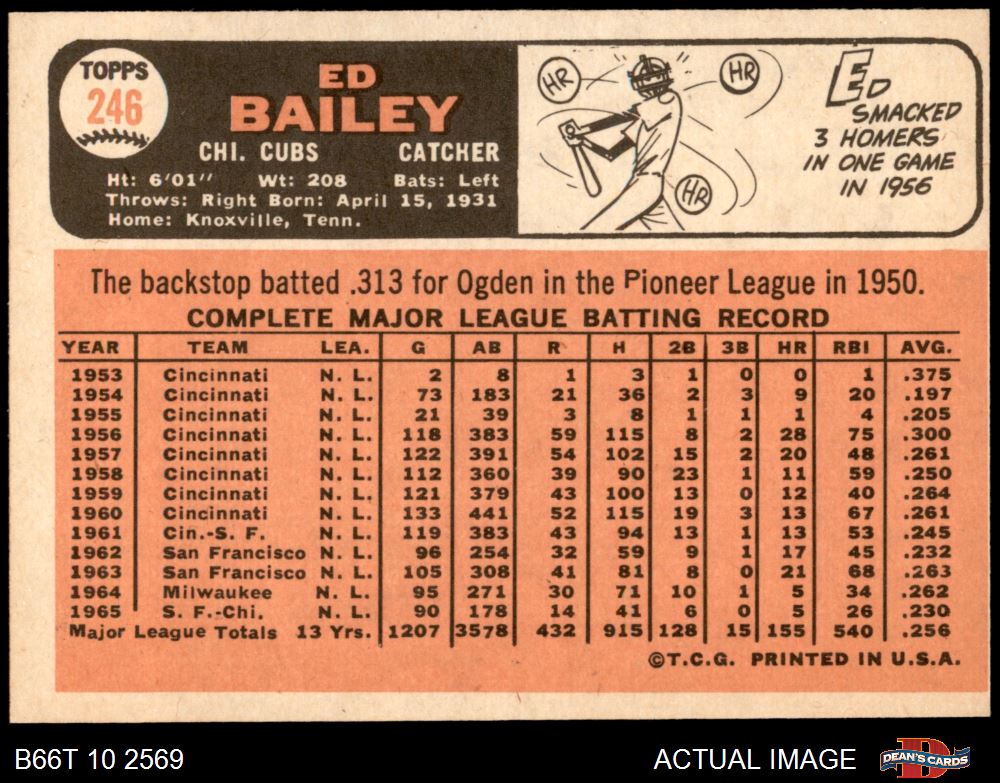 TOPPS
246
ED
BAILEY
CHI. CUBS CATCHER
Ht: 6'01" Wt: 208 Bats: Left
Throws: Right Born: April 15, 1931
Home: Knoxville, Tenn.
HR
HR
HR
ED
SMACKED
3 HOMERS
IN ONE GAME
IN 1956
The backstop batted .313 for Ogden in the Pioneer League in 1950.
COMPLETE MAJOR LEAGUE BATTING RECORD
YEAR TEAM LEA. G AB R H 2B 3B HR RBI AVG.
1953 Cincinnati N. L. 2 8 1 3 1 0 0 1 .375
1954 Cincinnati N. L. 73 183 21 36 2 3 9 20 .197
1955 Cincinnati N. L. 21 39 3 8 1 1 1 4 .205
1956 Cincinnati N. L. 118 383 59 115 8 2 28 75 .300
1957 Cincinnati N. L. 122 391 54 102 15 2 20 48 .261
1958 Cincinnati N. L. 112 360 39 90 23 1 11 59 .250
1959 Cincinnati N. L. 121 379 43 100 13 0 12 40 .264
1960 Cincinnati N. L. 133 441 52 115 19 3 13 67 .261
1961 Cin.-S. F. N. L. 119 383 43 94 13 1 13 53 .245
1962 San Francisco N. L. 96 254 32 59 9 1 17 45 .232
1963 San Francisco N. L. 105 308 41 81 8 0 21 68 .263
1964 Milwaukee N. L. 95 271 30 71 10 1 5 34 .262
1965 S. F.-Chi. N. L. 90 178 14 41 6 0 5 26 .230
Major League Totals 13 Yrs. 1207 3578 432 915 128 15 155 540 .256
©T.C.G. PRINTED IN U.S.A.
B66T 10 2569 ACTUAL IMAGE DEAN'S CARDS